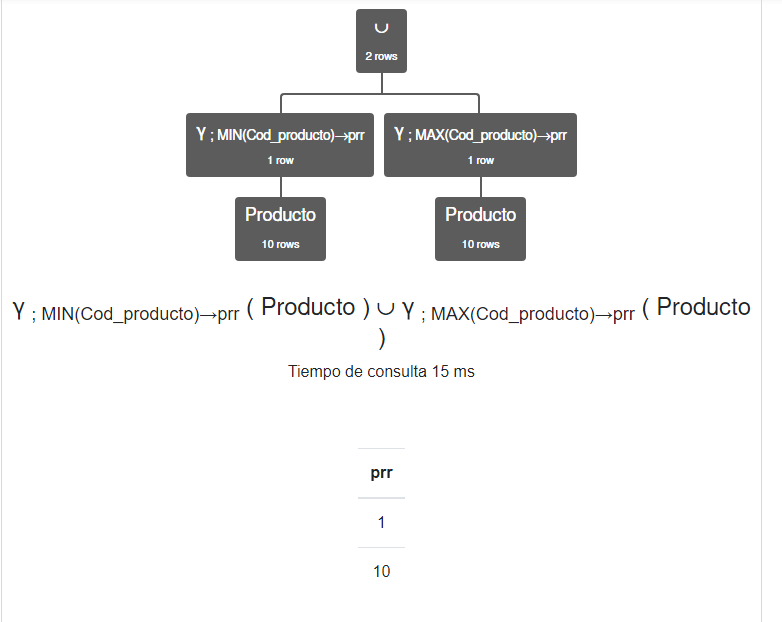 ∪
2 rows
γ ; MIN(Cod_producto)→prr
1 row
γ ; MAX(Cod_producto)→prr
1 row
Producto
10 rows
Producto
10 rows
γ ; MIN(Cod_producto)→prr ( Producto ) ∪ γ ; MAX(Cod_producto)→prr ( Producto
)
Tiempo de consulta 15 ms
prr
1
10